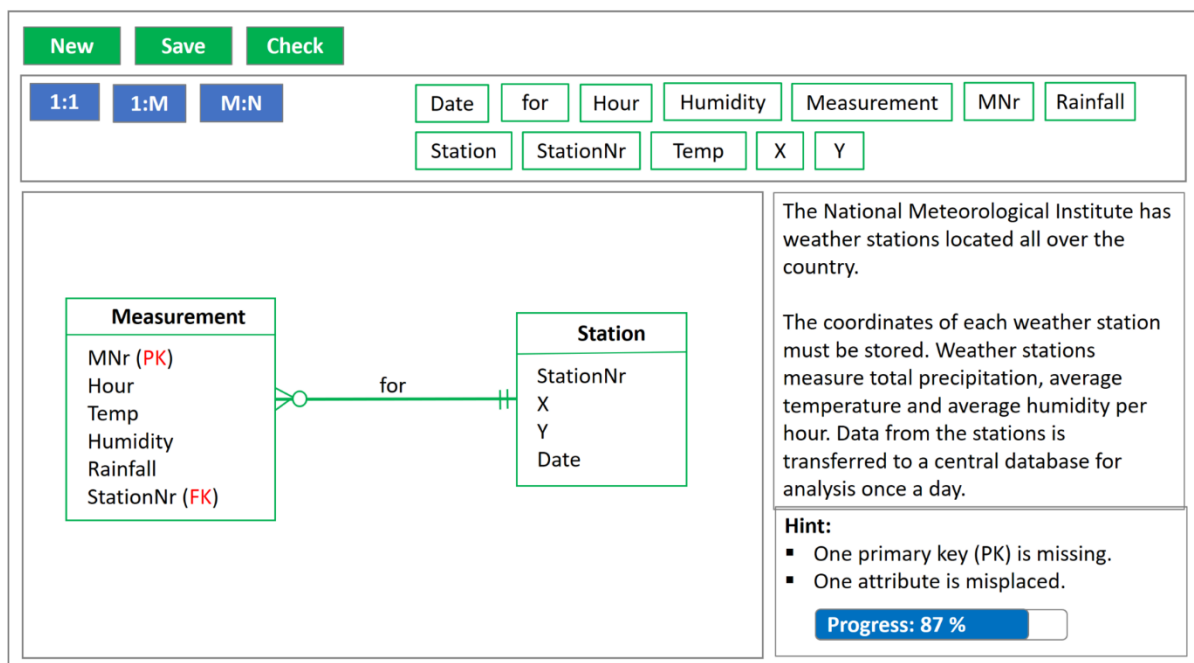 New Save Check
1:1 1:M M:N
Date for Hour Humidity Measurement MNr Rainfall
Station StationNr Temp X Y
Measurement
MNr (PK)
Hour
Temp
Humidity
Rainfall
StationNr (FK)
for
Station
StationNr
X
Y
Date
The National Meteorological Institute has
weather stations located all over the
country.
The coordinates of each weather station
must be stored. Weather stations
measure total precipitation, average
temperature and average humidity per
hour. Data from the stations is
transferred to a central database for
analysis once a day.
Hint:
▪ One primary key (PK) is missing.
▪ One attribute is misplaced.
Progress: 87 %